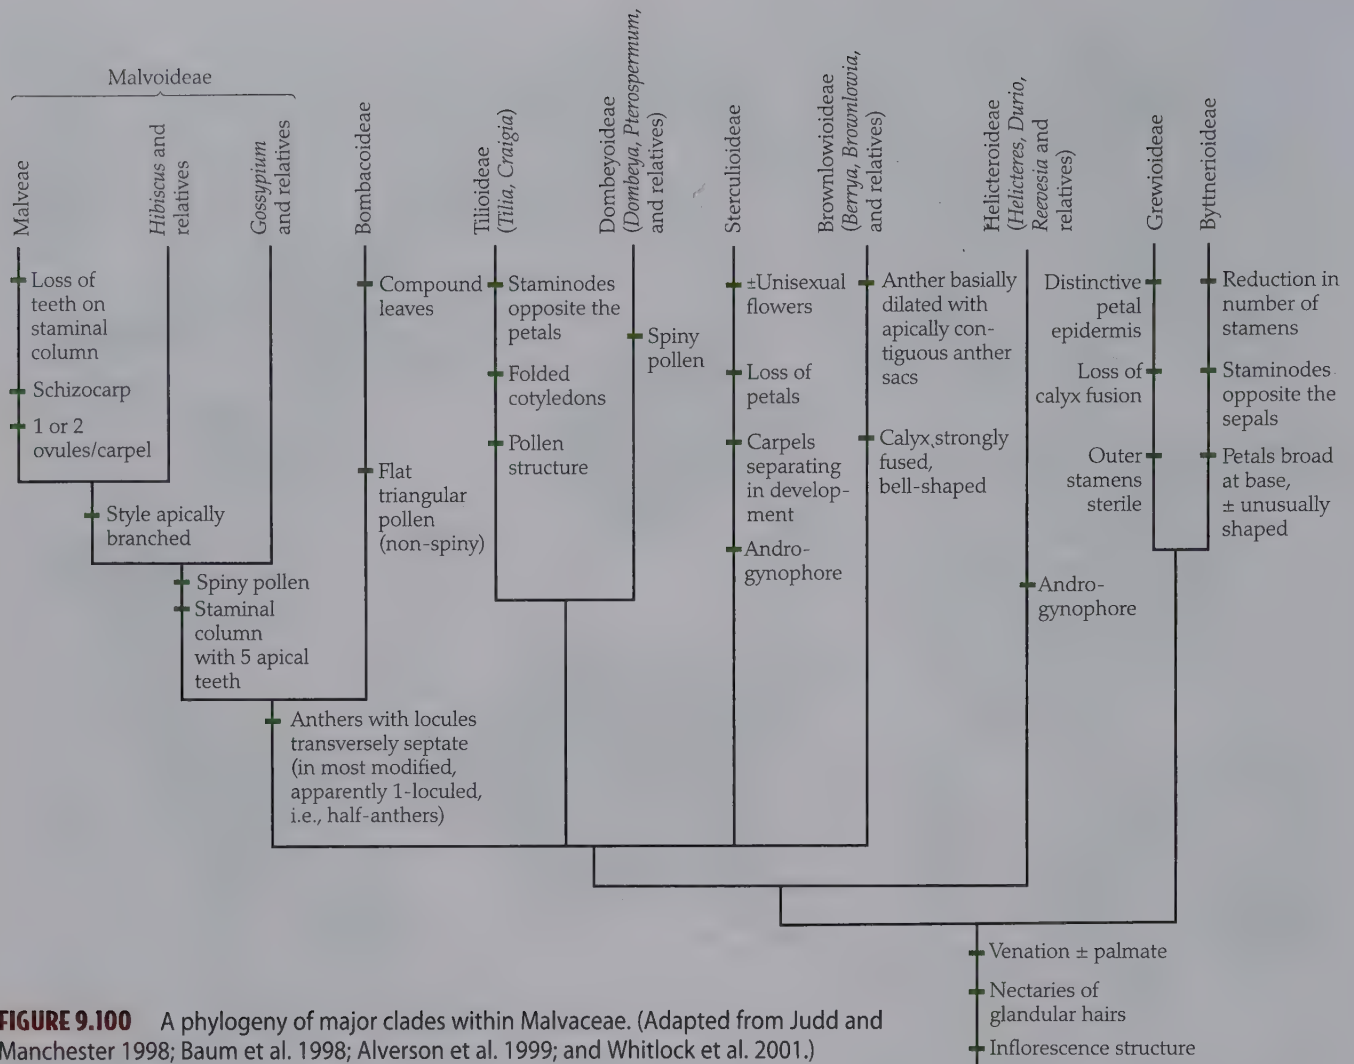 Malvoideae
Malveae
Hibiscus and
relatives
Gossypium
and relatives
Bombacoideae
Tilioideae
(Tilia, Craigia)
Dombeyoideae
(Dombeya, Pterospermum,
and relatives)
Sterculioideae
Brownlowioideae
(Berrya, Brownlowia,
and relatives)
Helicteroideae
(Helicteres, Durio,
Reevesia and
relatives)
Grewioideae
Byttnerioideae
Loss of
teeth on
staminal
column
Schizocarp
1 or 2
ovules/carpel
Style apically
branched
Spiny pollen
Staminal
column
with 5 apical
teeth
Compound
leaves
Flat
triangular
pollen
(non-spiny)
Anthers with locules
transversely septate
(in most modified,
apparently 1-loculed,
i.e., half-anthers)
Staminodes
opposite the
petals
Folded
cotyledons
Pollen
structure
Spiny
pollen
±Unisexual
flowers
Loss of
petals
Carpels
separating
in develop-
ment
Andro-
gynophore
Anther basially
dilated with
apically con-
tiguous anther
sacs
Calyx strongly
fused,
bell-shaped
Andro-
gynophore
Distinctive
petal
epidermis
Loss of
calyx fusion
Outer
stamens
sterile
Reduction in
number of
stamens
Staminodes
opposite the
sepals
Petals broad
at base,
± unusually
shaped
Venation ± palmate
Nectaries of
glandular hairs
Inflorescence structure
FIGURE 9.100 A phylogeny of major clades within Malvaceae. (Adapted from Judd and
Manchester 1998; Baum et al. 1998; Alverson et al. 1999; and Whitlock et al. 2001.)